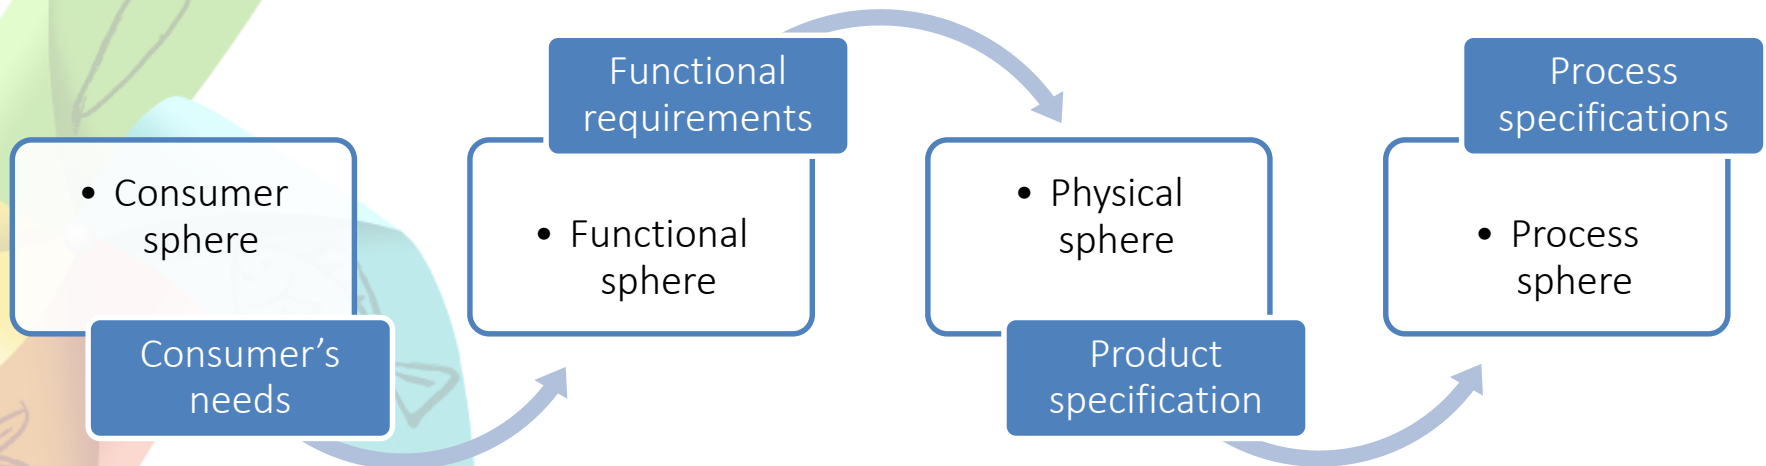 • Consumer
sphere
Consumer’s
needs
Functional
requirements
• Functional
sphere
• Physical
sphere
Product
specification
Process
specifications
• Process
sphere